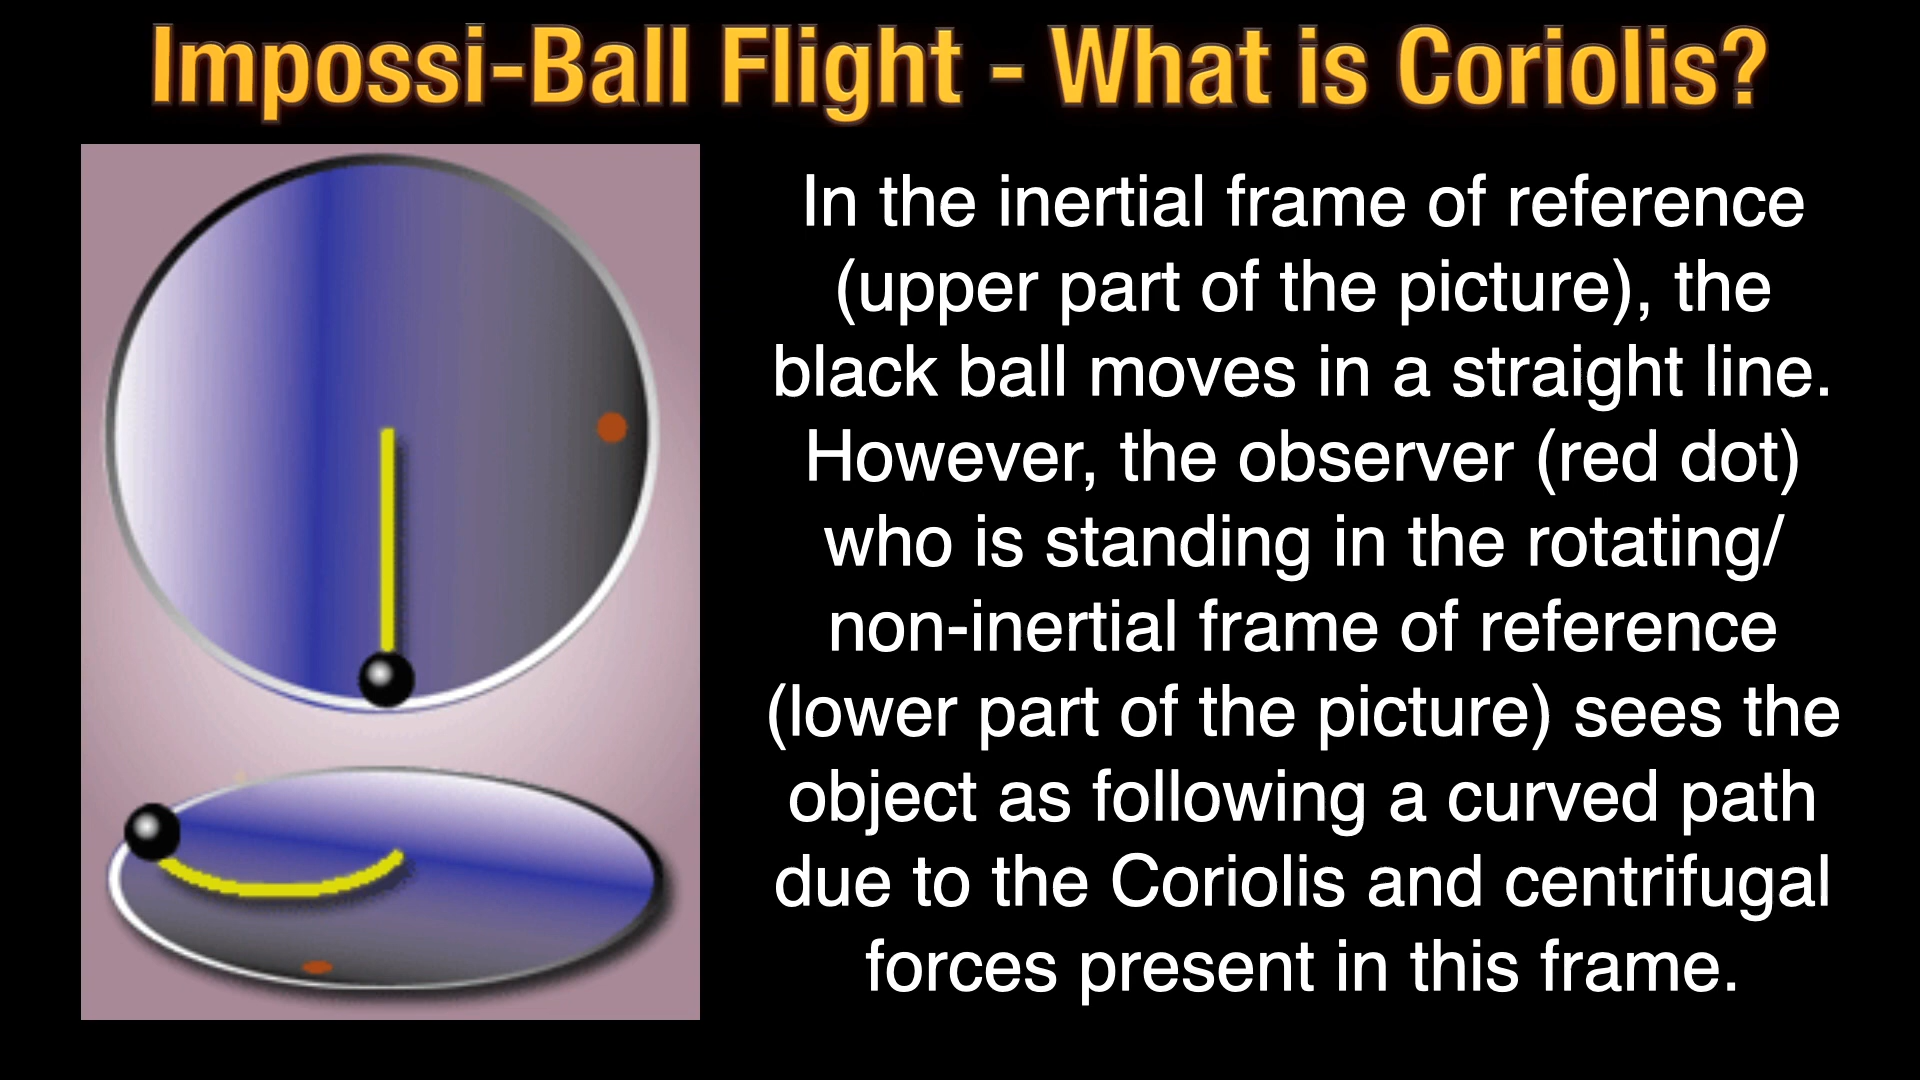 Impossi-Ball Flight - What is Coriolis?
In the inertial frame of reference
(upper part of the picture), the
black ball moves in a straight line.
However, the observer (red dot)
who is standing in the rotating/
non-inertial frame of reference
(lower part of the picture) sees the
object as following a curved path
due to the Coriolis and centrifugal
forces present in this frame.